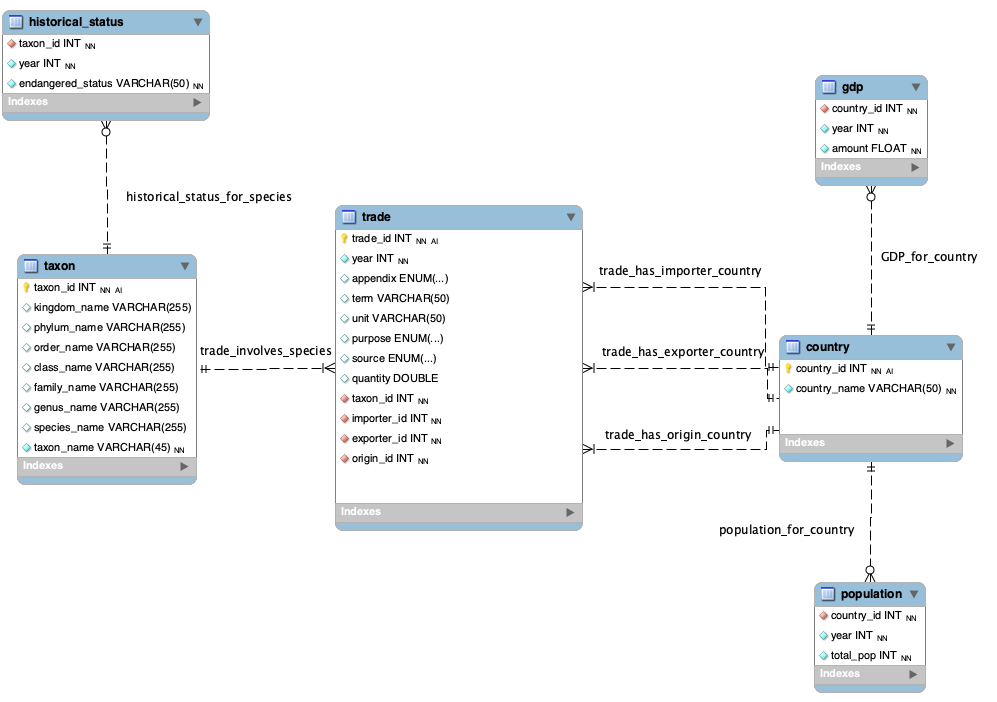 historical_status
taxon_id INT NN
year INT NN
endangered_status VARCHAR(50) NN
Indexes
historical_status_for_species
taxon
taxon_id INT NN AI
kingdom_name VARCHAR(255)
phylum_name VARCHAR(255)
order_name VARCHAR(255)
class_name VARCHAR(255)
family_name VARCHAR(255)
genus_name VARCHAR(255)
species_name VARCHAR(255)
taxon_name VARCHAR(45) NN
Indexes
trade_involves_species
trade
trade_id INT NN AI
year INT NN
appendix ENUM(...)
term VARCHAR(50)
unit VARCHAR(50)
purpose ENUM(...)
source ENUM(...)
quantity DOUBLE
taxon_id INT NN
importer_id INT NN
exporter_id INT NN
origin_id INT NN
Indexes
trade_has_importer_country
trade_has_exporter_country
trade_has_origin_country
gdp
country_id INT NN
year INT NN
amount FLOAT NN
Indexes
GDP_for_country
country
country_id INT NN AI
country_name VARCHAR(50) NN
Indexes
population_for_country
population
country_id INT NN
year INT NN
total_pop INT NN
Indexes